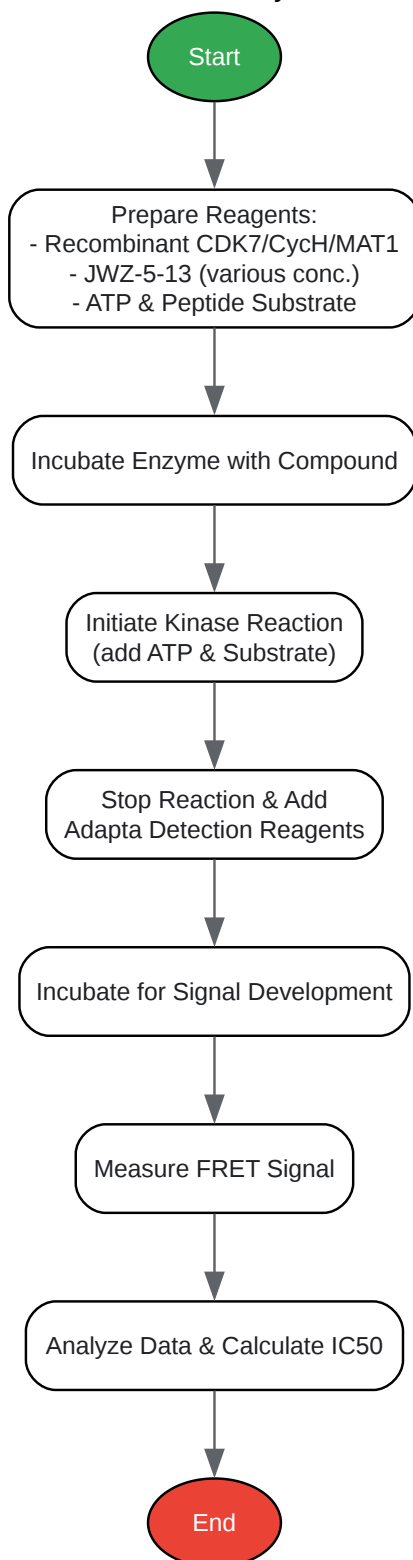 Start
Prepare Reagents:
- Recombinant CDK7/CycH/MAT1
- JWZ-5-13 (various conc.)
- ATP & Peptide Substrate
Incubate Enzyme with Compound
Initiate Kinase Reaction
(add ATP & Substrate)
Stop Reaction & Add
Adapta Detection Reagents
Incubate for Signal Development
Measure FRET Signal
Analyze Data & Calculate IC50
End